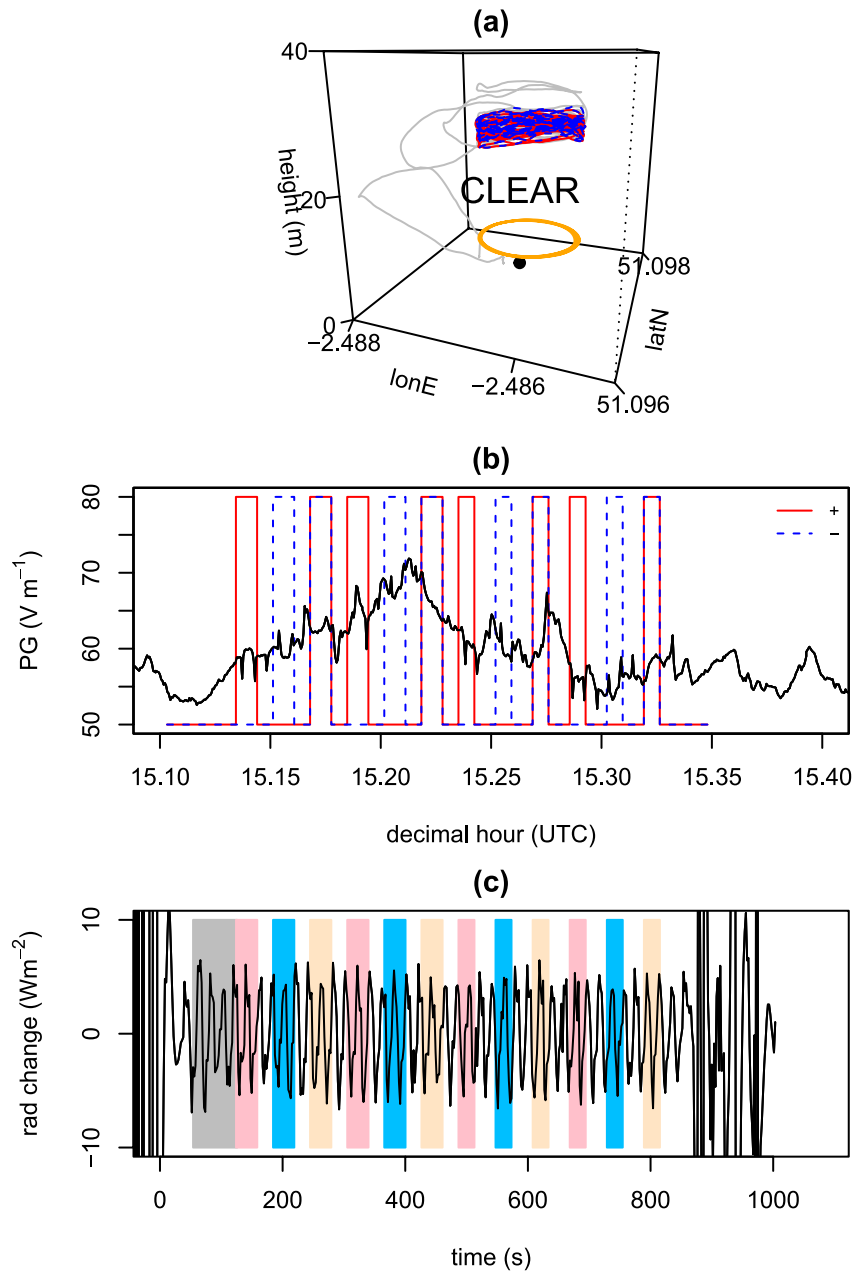 (a)
40
20
0
height (m)
CLEAR
−2.488
−2.486
lonE
51.098
51.096
latN
(b)
80
70
60
50
PG (V m⁻¹)
+
−
15.10
15.20
15.25
15.30
15.35
15.40
decimal hour (UTC)
(c)
10
0
−10
rad change (Wm⁻²)
0
200
400
600
800
1000
time (s)